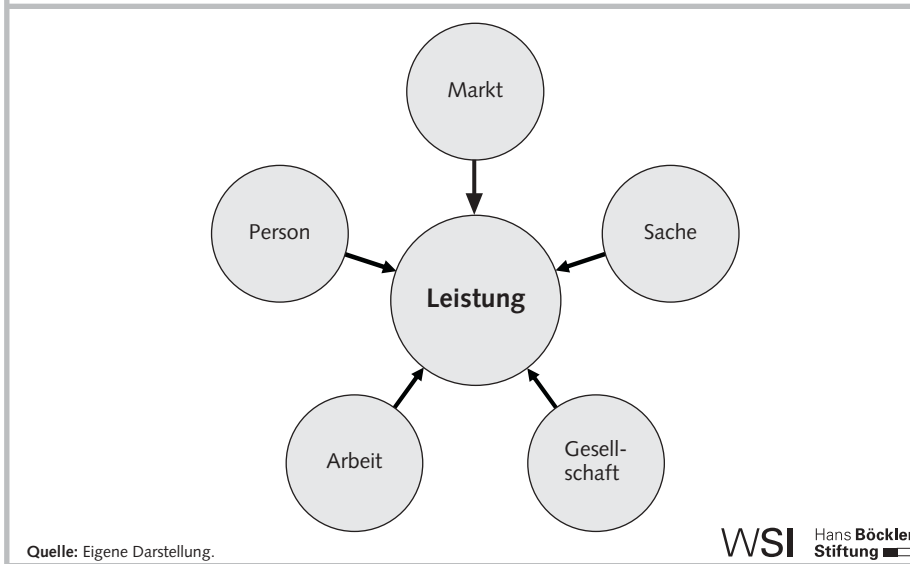 Markt
Person
Sache
Leistung
Arbeit
Gesell-
schaft
Quelle: Eigene Darstellung.
WSI
Hans Böckler
Stiftung